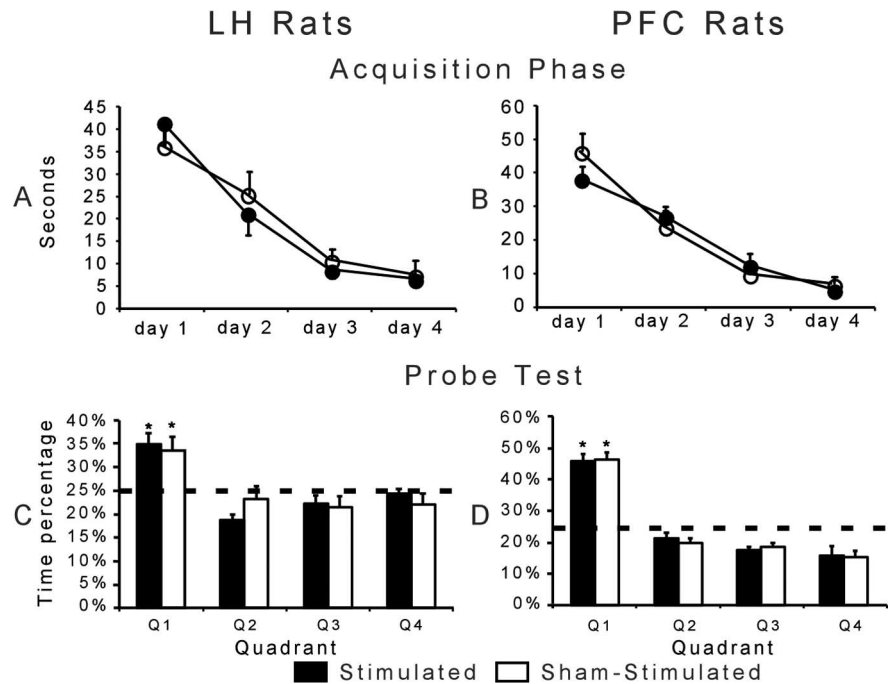 LH Rats
PFC Rats
Acquisition Phase
A
Seconds
45
40
35
30
25
20
15
10
5
0
day 1 day 2 day 3 day 4
B
60
50
40
30
20
10
0
day 1 day 2 day 3 day 4
Probe Test
C
Time percentage
40%
35%
30%
25%
20%
15%
10%
5%
0%
* *
Q1 Q2 Q3 Q4
Quadrant
D
60%
50%
40%
30%
20%
10%
0%
* *
Q1 Q2 Q3 Q4
Quadrant
Stimulated Sham-Stimulated